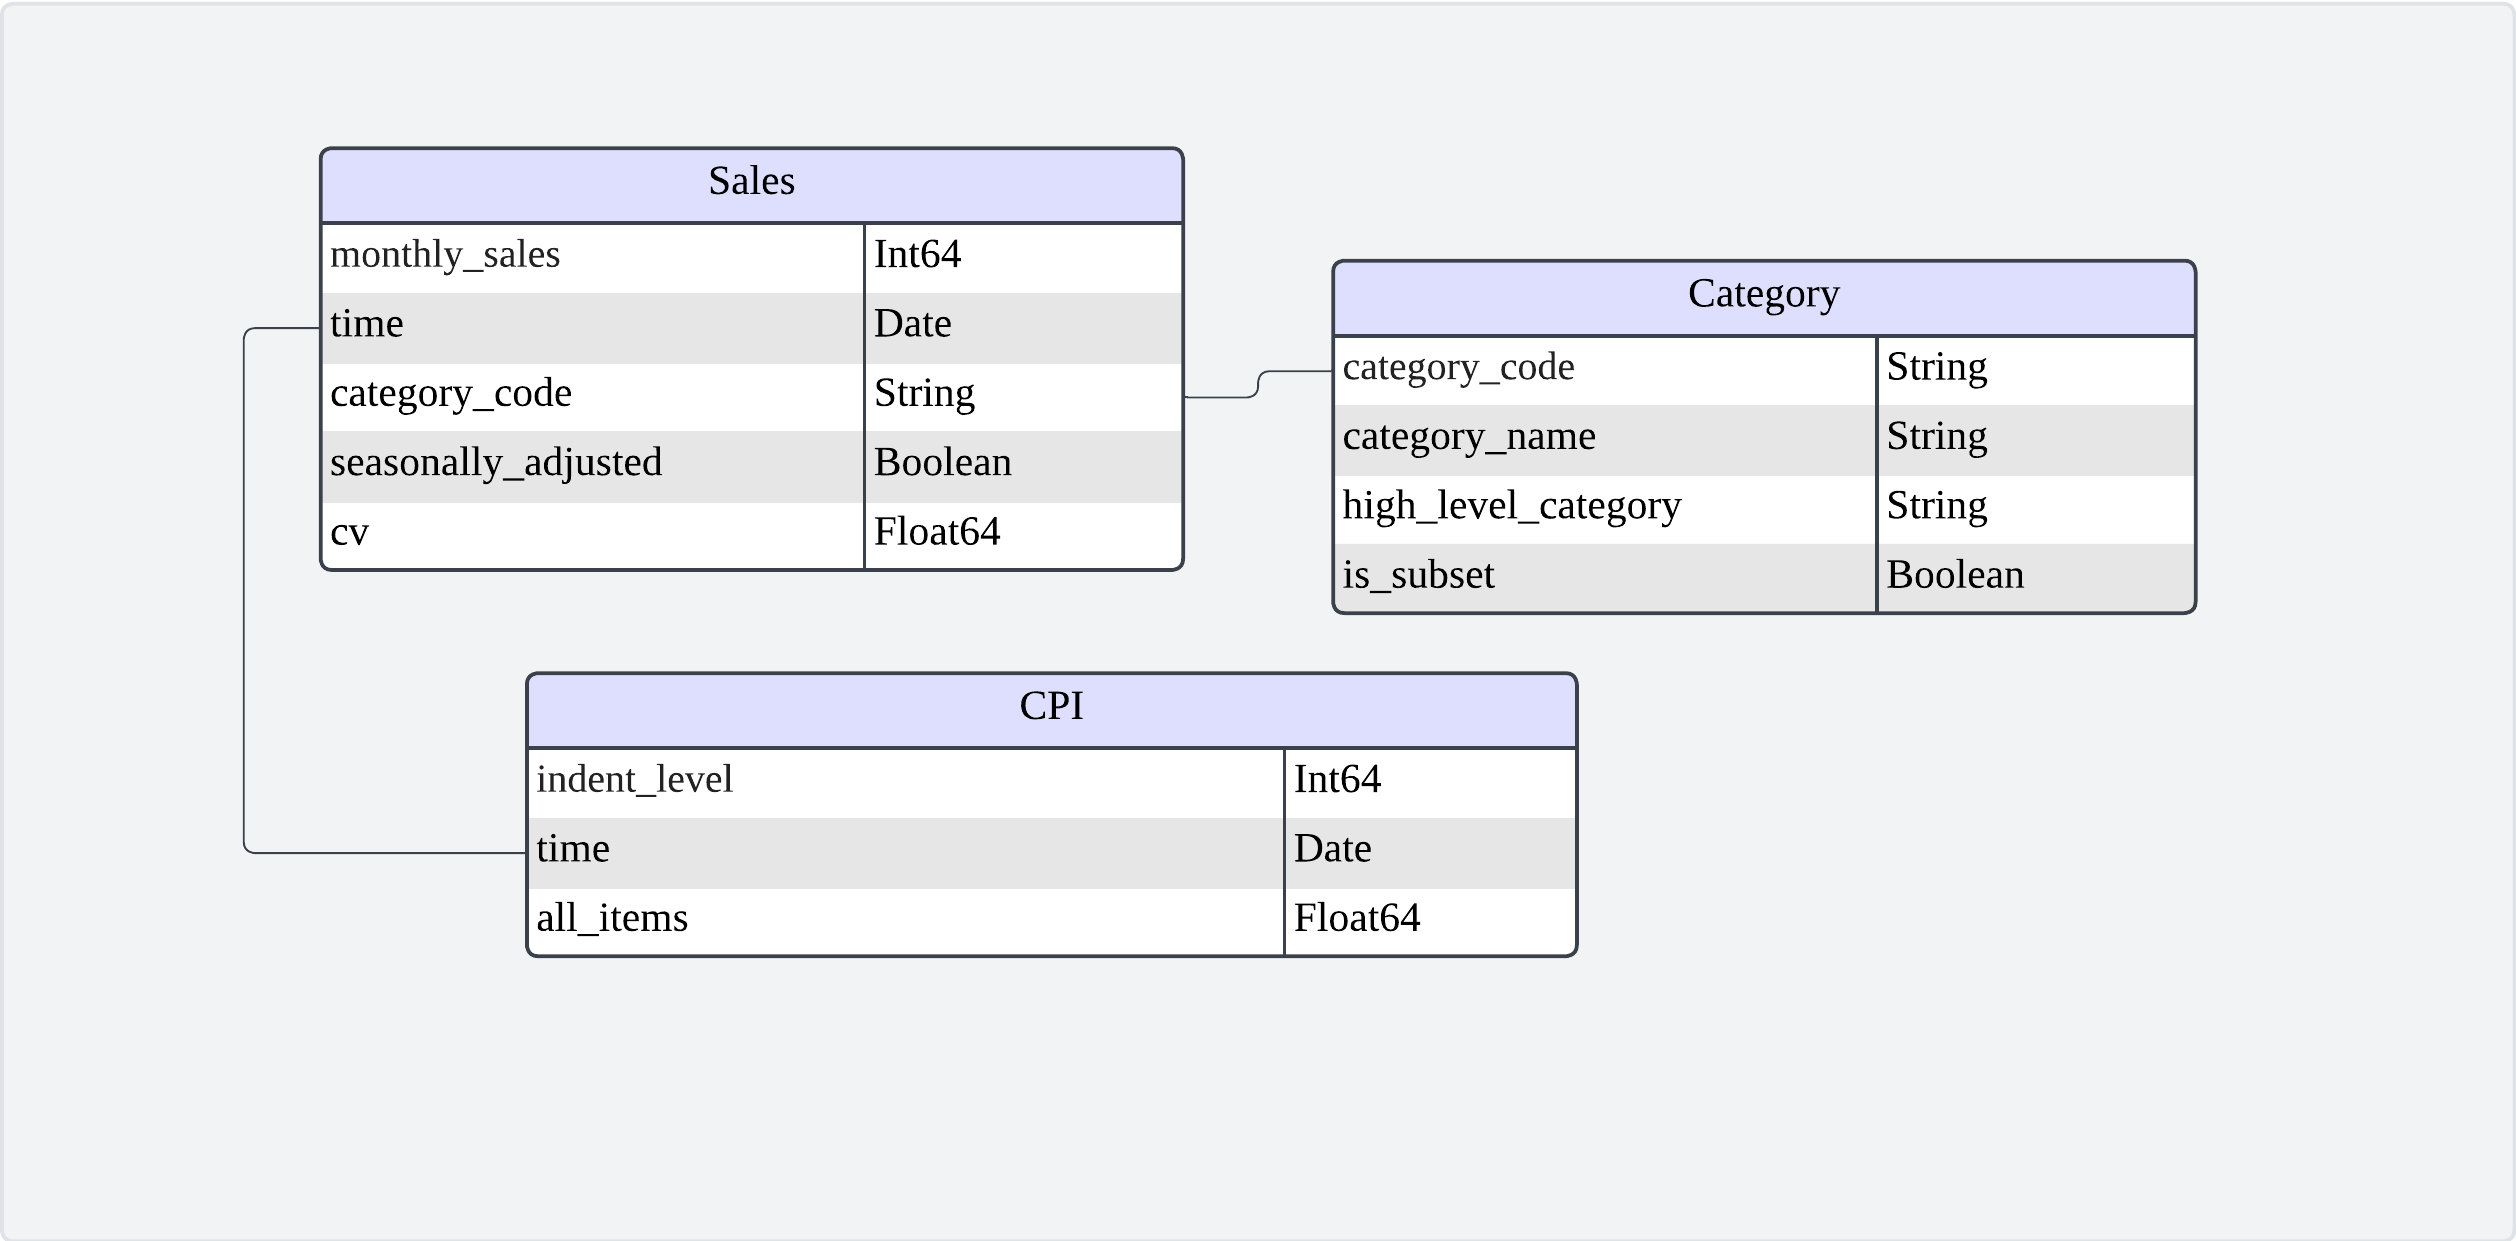 Sales
monthly_sales Int64
time Date
category_code String
seasonally_adjusted Boolean
cv Float64
Category
category_code String
category_name String
high_level_category String
is_subset Boolean
CPI
indent_level Int64
time Date
all_items Float64